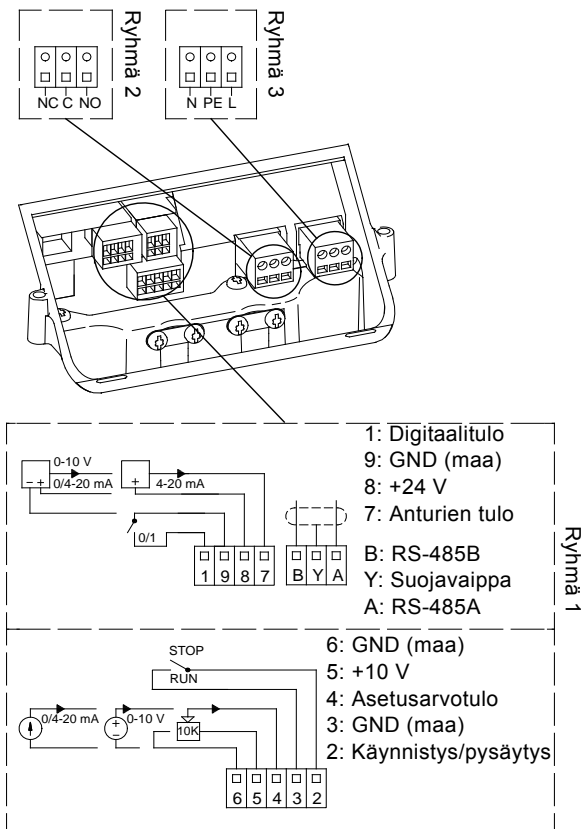 Ryhmä 2
NC C NO
Ryhmä 3
N PE L
0-10 V
0/4-20 mA
- +
+
4-20 mA
0/1
1 9 8 7
B Y A
1: Digitaalitulo
9: GND (maa)
8: +24 V
7: Anturien tulo
B: RS-485B
Y: Suojavaippa
A: RS-485A
Ryhmä 1
STOP
RUN
0/4-20 mA
+
-
0-10 V
10K
6 5 4 3 2
6: GND (maa)
5: +10 V
4: Asetusarvotulo
3: GND (maa)
2: Käynnistys/pysäytys